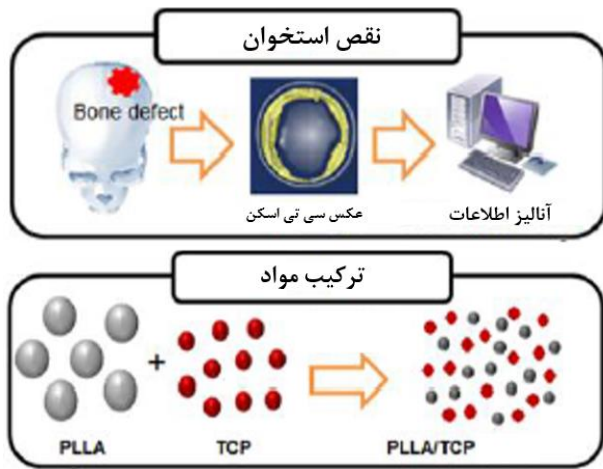 نقص استخوان
Bone defect
عکس سی تی اسکن
آنالیز اطلاعات
ترکیب مواد
+
PLLA
TCP
PLLA/TCP